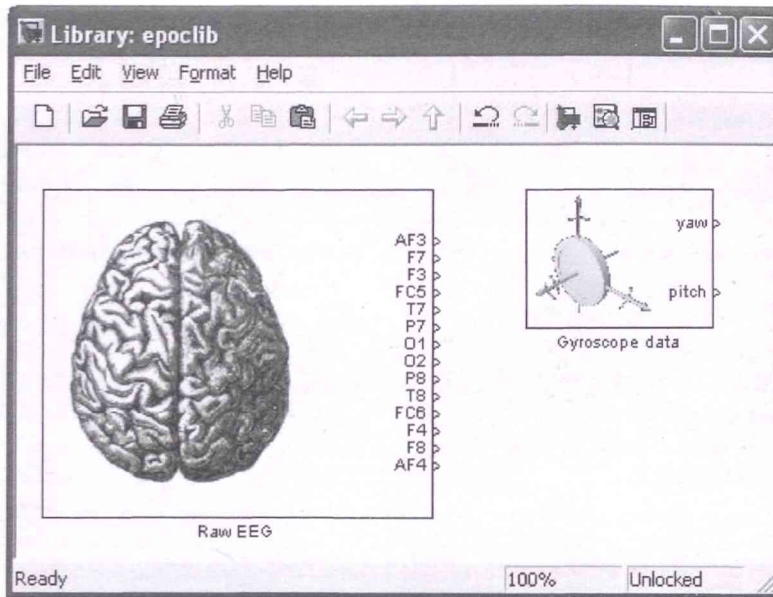 Library: epoclib
File Edit View Format Help
AF3
F7
F3
FC5
T7
P7
O1
O2
P8
T8
FC6
F4
F8
AF4
Raw EEG
yaw
pitch
Gyroscope data
Ready 100% Unlocked